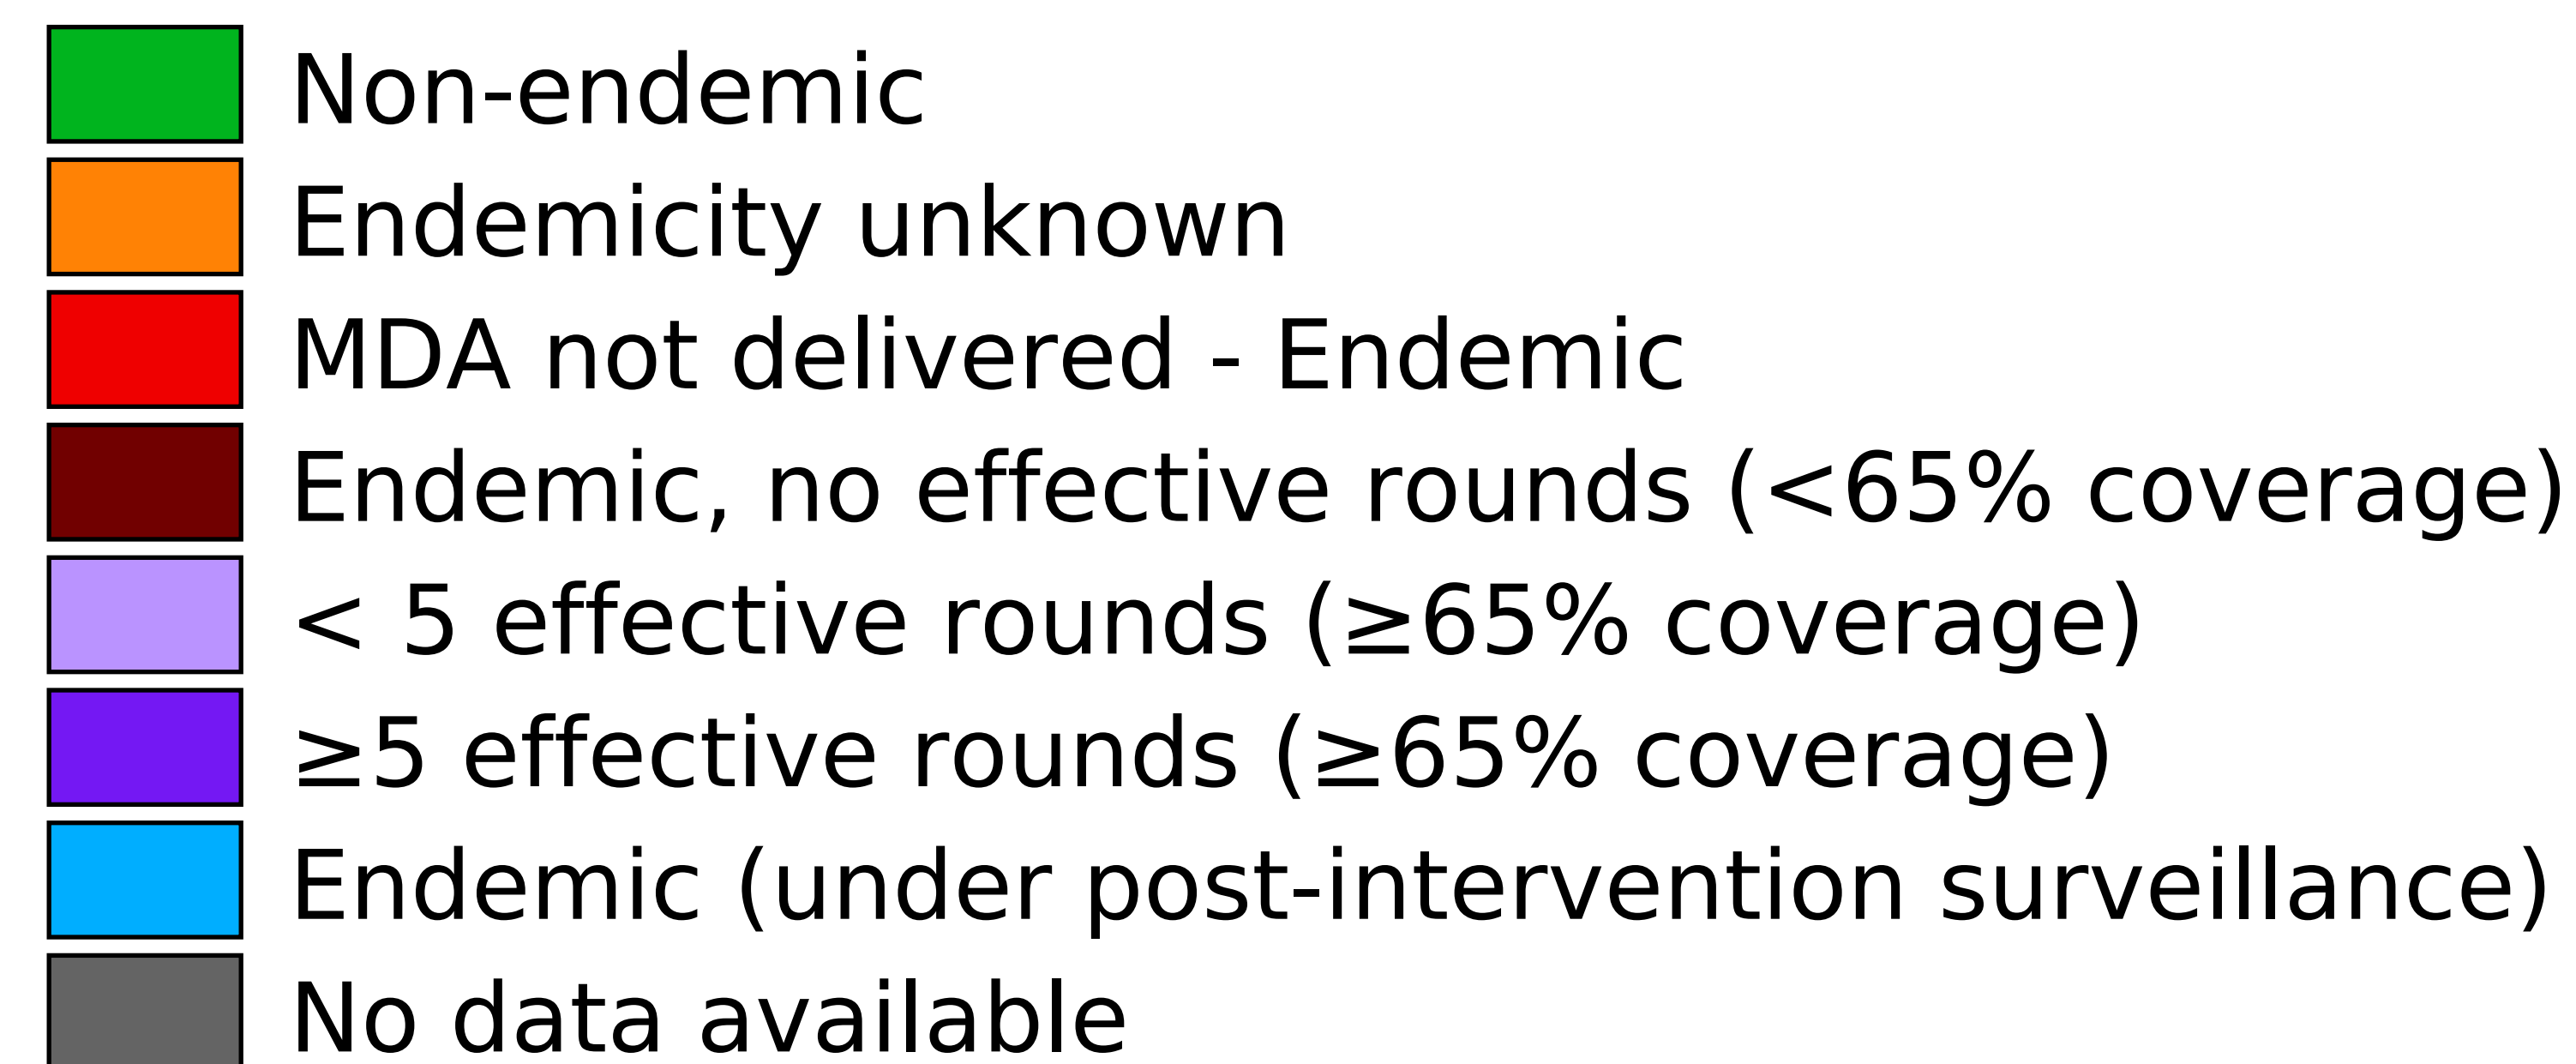 Non-endemic
Endemicity unknown
MDA not delivered - Endemic
Endemic, no effective rounds (<65% coverage)
< 5 effective rounds (≥65% coverage)
≥5 effective rounds (≥65% coverage)
Endemic (under post-intervention surveillance)
No data available